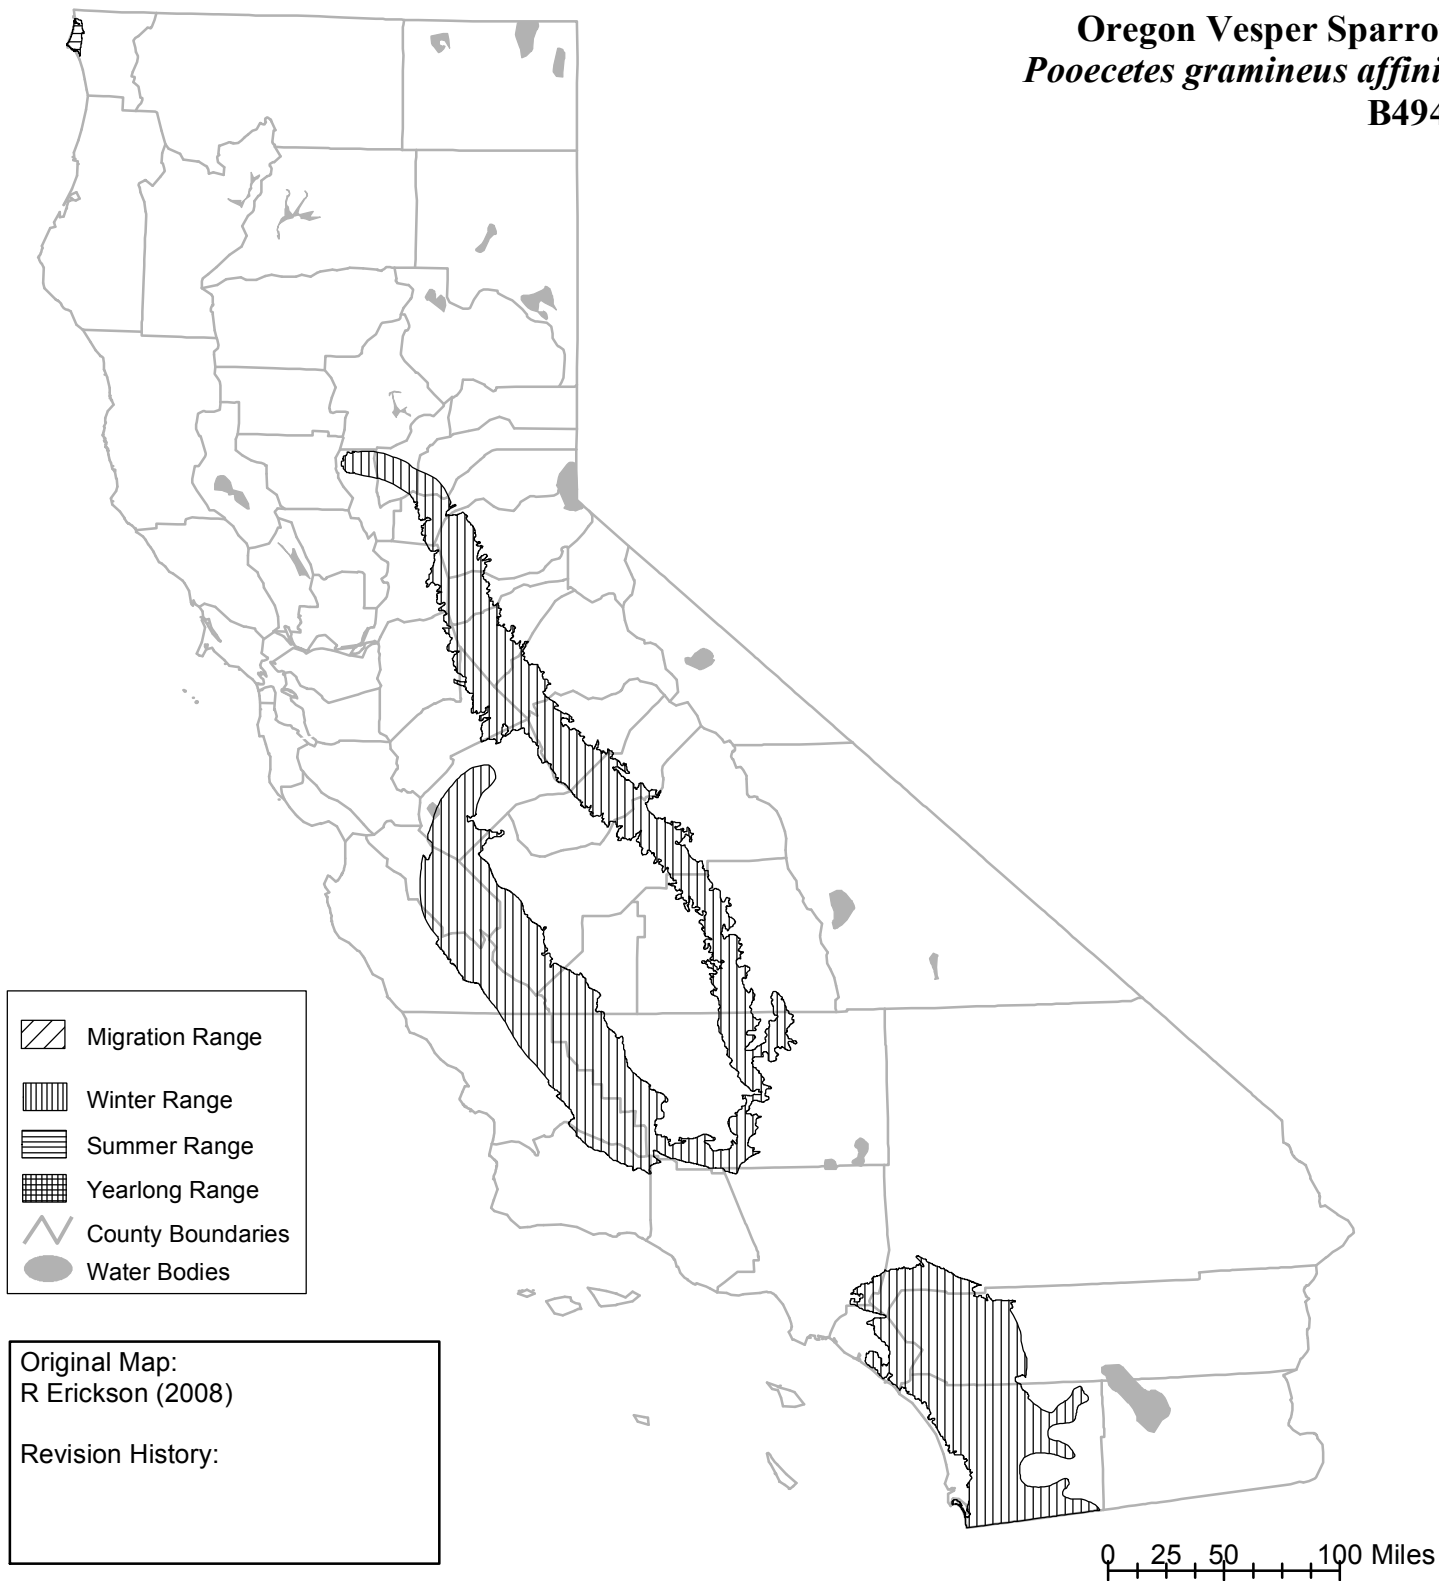 Oregon Vesper Sparro
Pooecetes gramineus affini
B494
Migration Range
Winter Range
Summer Range
Yearlong Range
County Boundaries
Water Bodies
Original Map:
R Erickson (2008)
Revision History:
0 25 50 100 Miles